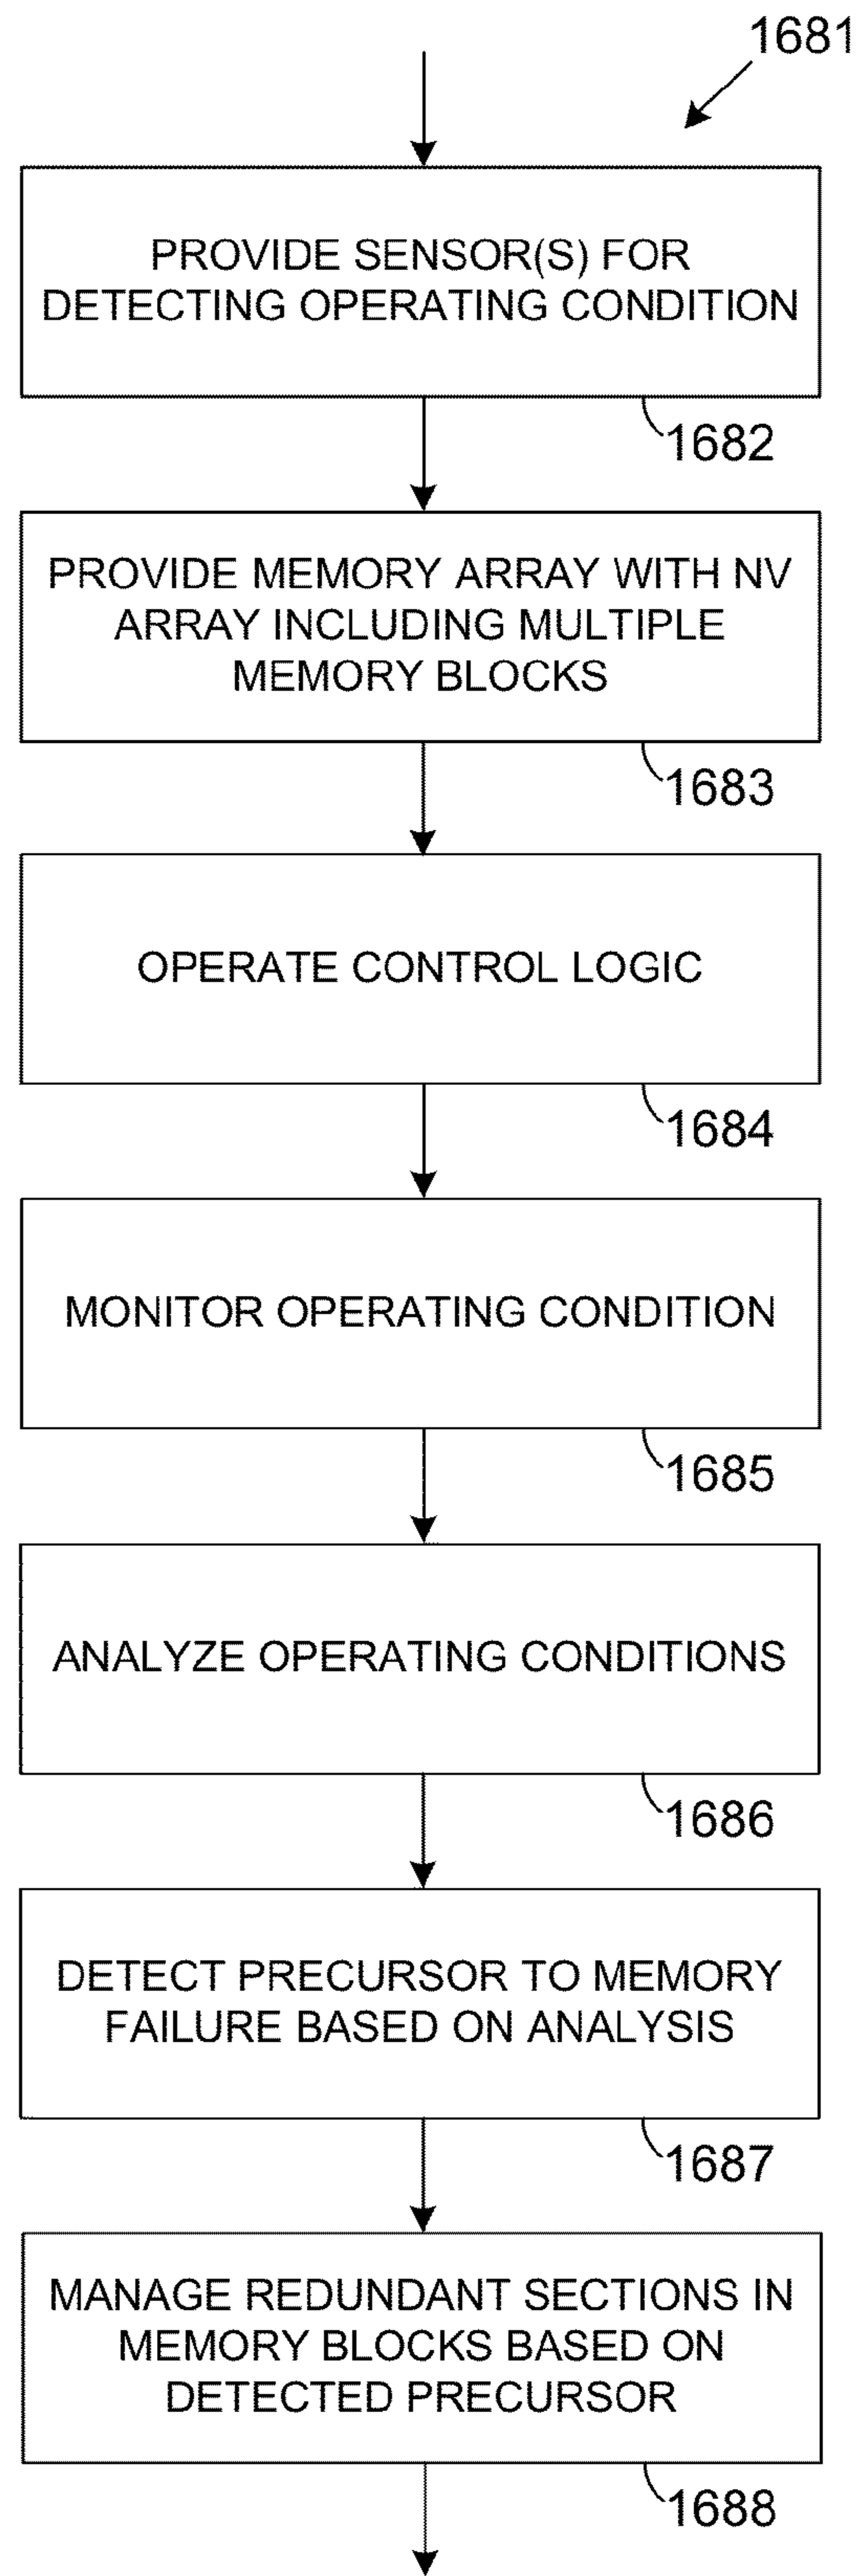 1681
PROVIDE SENSOR(S) FOR
DETECTING OPERATING CONDITION
1682
PROVIDE MEMORY ARRAY WITH NV
ARRAY INCLUDING MULTIPLE
MEMORY BLOCKS
1683
OPERATE CONTROL LOGIC
1684
MONITOR OPERATING CONDITION
1685
ANALYZE OPERATING CONDITIONS
1686
DETECT PRECURSOR TO MEMORY
FAILURE BASED ON ANALYSIS
1687
MANAGE REDUNDANT SECTIONS IN
MEMORY BLOCKS BASED ON
DETECTED PRECURSOR
1688